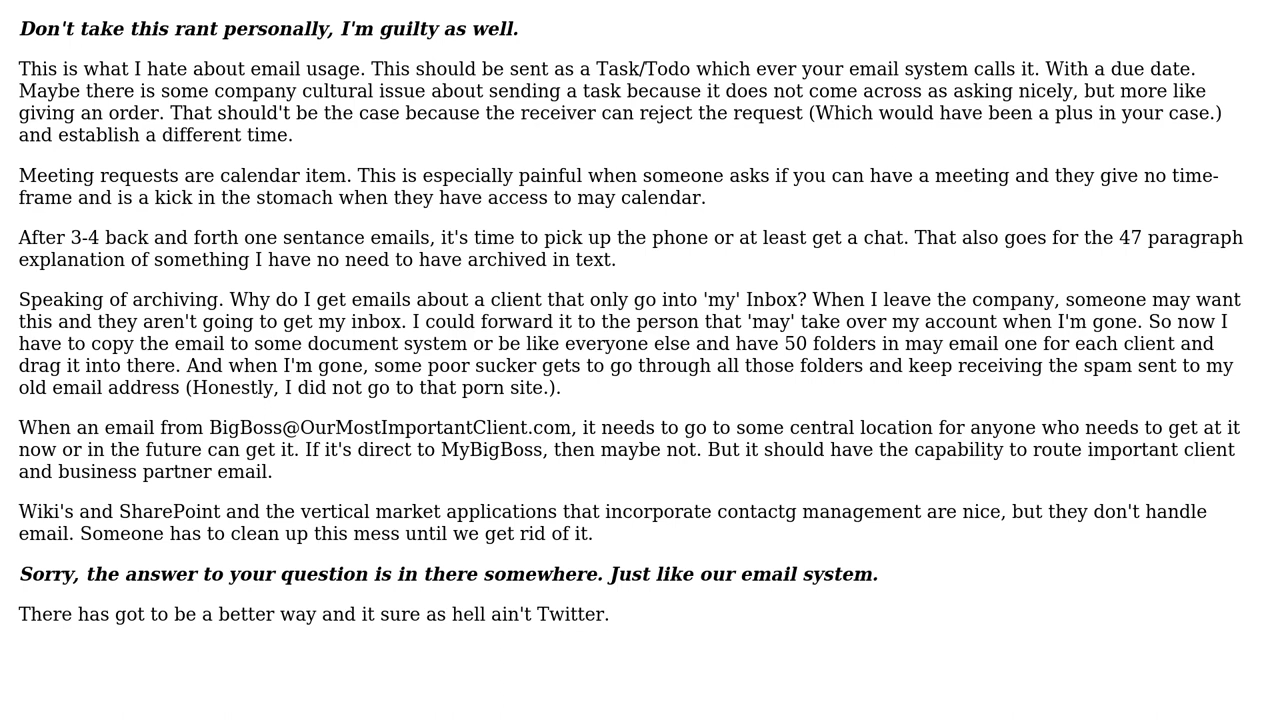 Don't take this rant personally, I'm guilty as well.
This is what I hate about email usage. This should be sent as a Task/Todo which ever your email system calls it. With a due date.
Maybe there is some company cultural issue about sending a task because it does not come across as asking nicely, but more like
giving an order. That should't be the case because the receiver can reject the request (Which would have been a plus in your case.)
and establish a different time.
Meeting requests are calendar item. This is especially painful when someone asks if you can have a meeting and they give no time-
frame and is a kick in the stomach when they have access to may calendar.
After 3-4 back and forth one sentance emails, it's time to pick up the phone or at least get a chat. That also goes for the 47 paragraph
explanation of something I have no need to have archived in text.
Speaking of archiving. Why do I get emails about a client that only go into 'my' Inbox? When I leave the company, someone may want
this and they aren't going to get my inbox. I could forward it to the person that 'may' take over my account when I'm gone. So now I
have to copy the email to some document system or be like everyone else and have 50 folders in may email one for each client and
drag it into there. And when I'm gone, some poor sucker gets to go through all those folders and keep receiving the spam sent to my
old email address (Honestly, I did not go to that porn site.).
When an email from BigBoss@OurMostImportantClient.com, it needs to go to some central location for anyone who needs to get at it
now or in the future can get it. If it's direct to MyBigBoss, then maybe not. But it should have the capability to route important client
and business partner email.
Wiki's and SharePoint and the vertical market applications that incorporate contactg management are nice, but they don't handle
email. Someone has to clean up this mess until we get rid of it.
Sorry, the answer to your question is in there somewhere. Just like our email system.
There has got to be a better way and it sure as hell ain't Twitter.